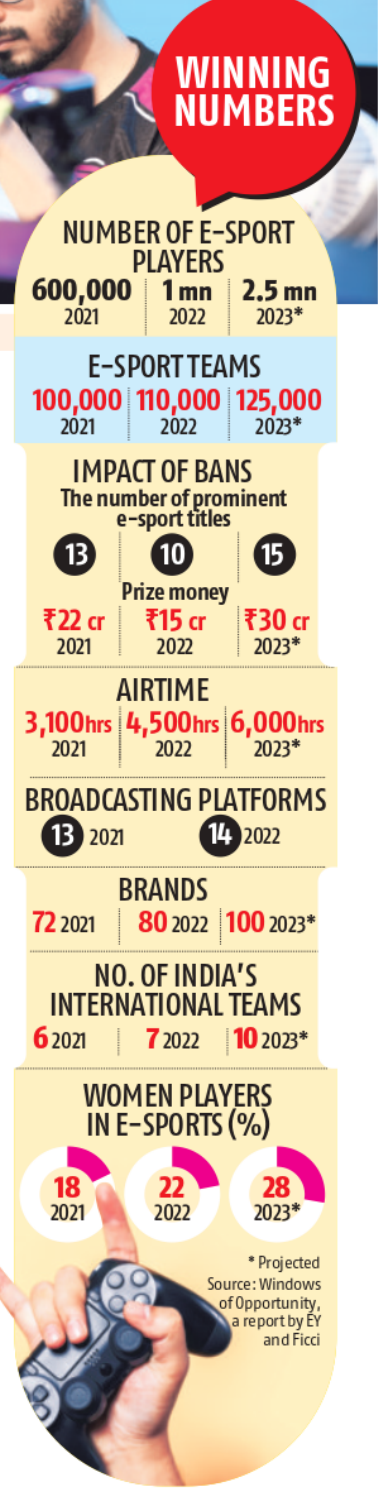 WINNING
NUMBERS
NUMBER OF E-SPORT
PLAYERS
600,000 1 mn 2.5 mn
2021 2022 2023*
E-SPORT TEAMS
100,000 110,000 125,000
2021 2022 2023*
IMPACT OF BANS
The number of prominent
e-sport titles
13 10 15
Prize money
₹22 cr ₹15 cr ₹30 cr
2021 2022 2023*
AIRTIME
3,100hrs 4,500hrs 6,000hrs
2021 2022 2023*
BROADCASTING PLATFORMS
13 2021 14 2022
BRANDS
72 2021 80 2022 100 2023*
NO. OF INDIA'S
INTERNATIONAL TEAMS
6 2021 7 2022 10 2023*
WOMEN PLAYERS
IN E-SPORTS (%)
18 22 28
2021 2022 2023*
* Projected
Source: Windows
of Opportunity,
a report by EY
and Ficci